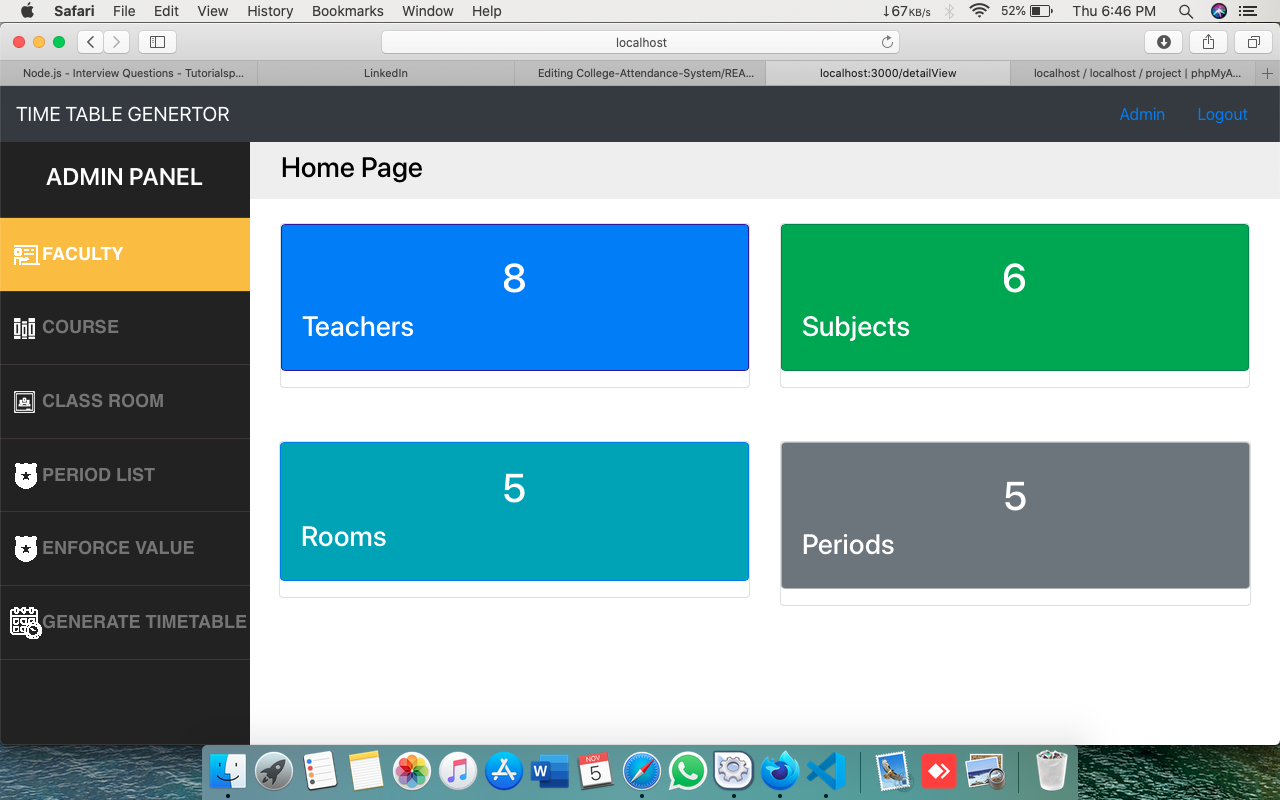 Safari File Edit View History Bookmarks Window Help ↓67KB/s 52% Thu 6:46 PM
localhost
Node.js - Interview Questions - Tutorialsp... LinkedIn Editing College-Attendance-System/REA... localhost:3000/detailView localhost / localhost / project | phpMyA...
TIME TABLE GENERTOR Admin Logout
ADMIN PANEL
Home Page
FACULTY
COURSE
CLASS ROOM
PERIOD LIST
ENFORCE VALUE
GENERATE TIMETABLE
8
Teachers
6
Subjects
5
Rooms
5
Periods
W NOV 5